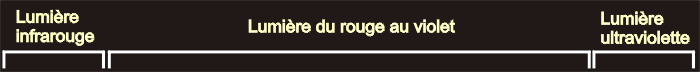 Lumière
infrarouge
Lumière du rouge au violet
Lumière
ultraviolette